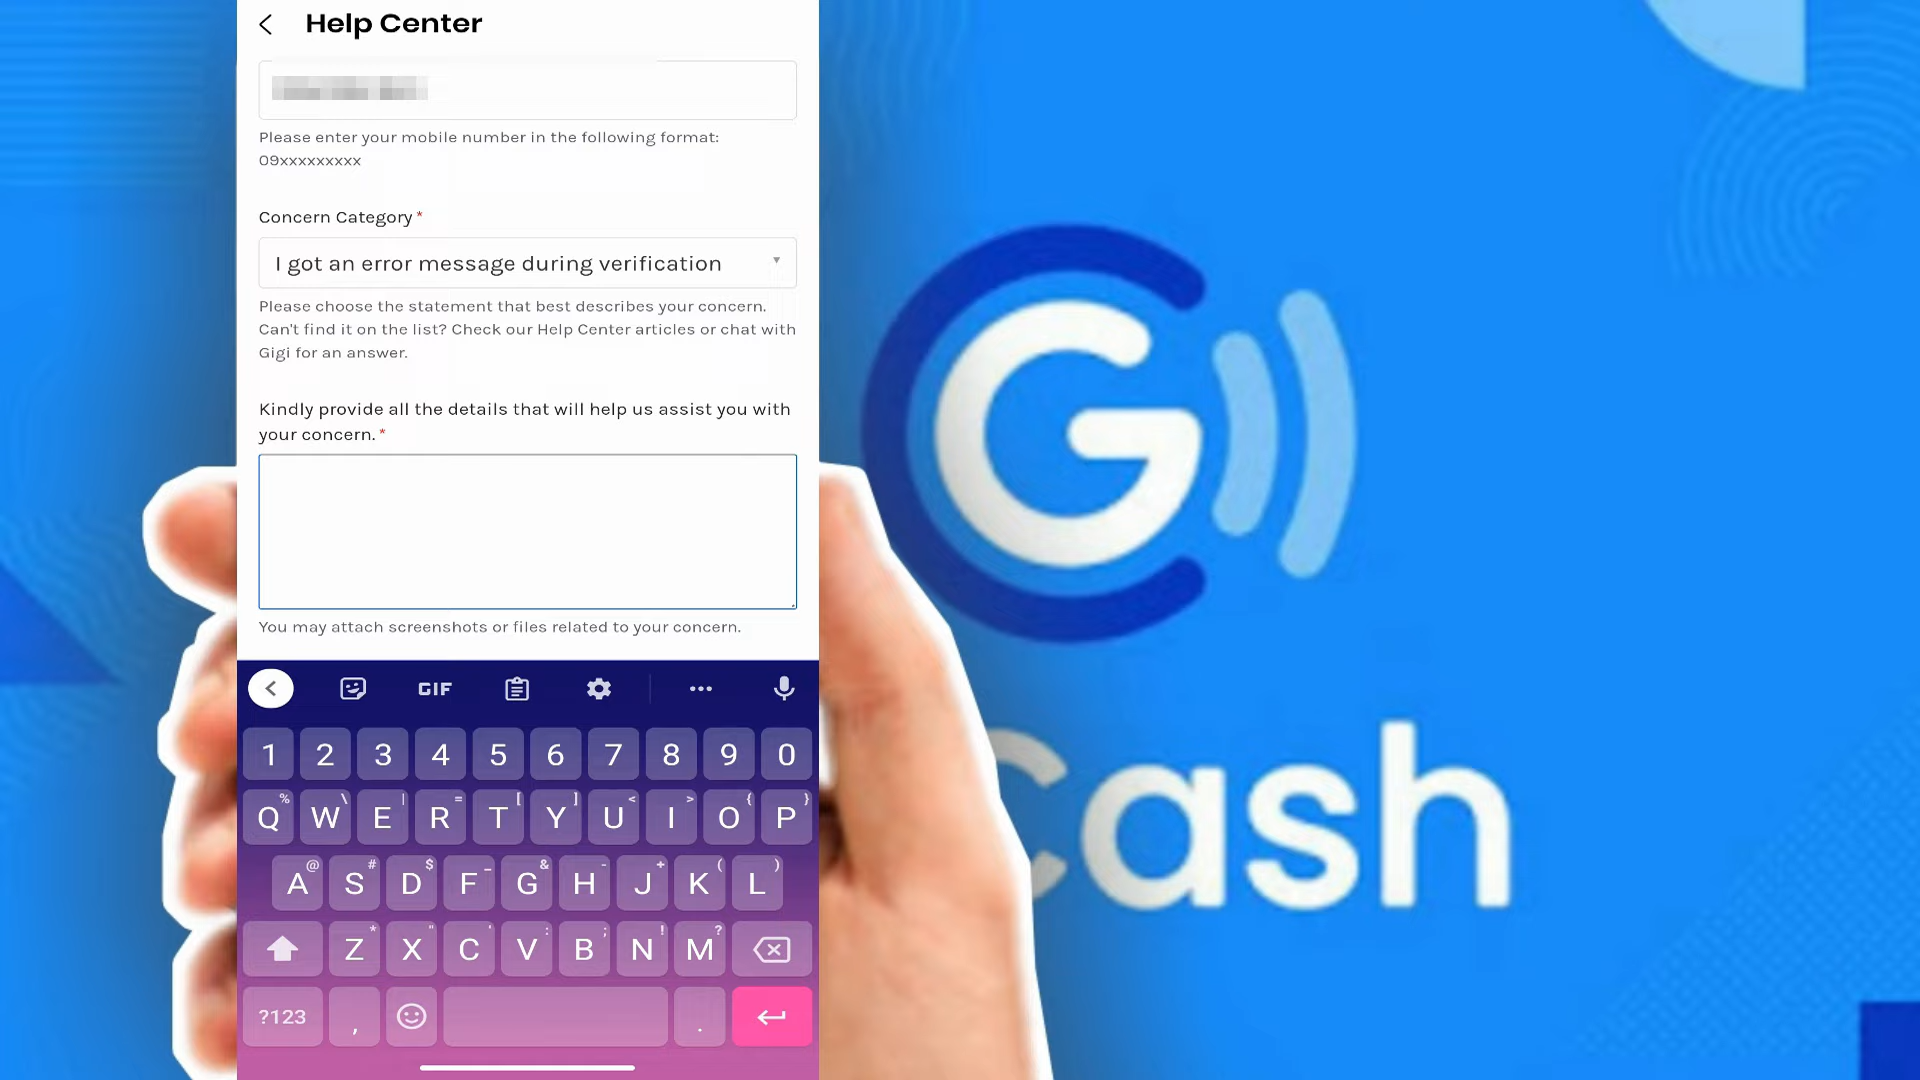 Help Center
Please enter your mobile number in the following format:
09xxxxxxxxx
Concern Category *
I got an error message during verification
Please choose the statement that best describes your concern.
Can't find it on the list? Check our Help Center articles or chat with
Gigi for an answer.
Kindly provide all the details that will help us assist you with
your concern. *
You may attach screenshots or files related to your concern.
GIF
1 2 3 4 5 6 7 8 9 0
Q% W\ E| R= T[ Y] U< I> O{ P}
A@ S# D$ F_ G& H- J+ K( L)
Z* X" C' V: B; N! M?
?123 , .
G
Cash